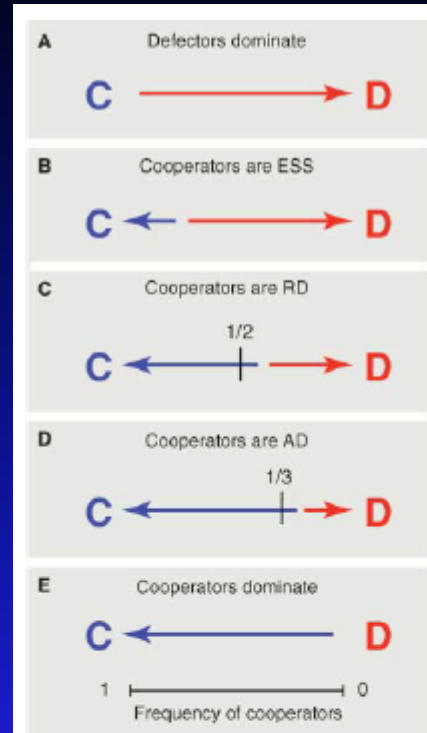 A Defectors dominate
C D
B Cooperators are ESS
C D
C Cooperators are RD
1/2
C D
D Cooperators are AD
1/3
C D
E Cooperators dominate
C D
1 0
Frequency of cooperators